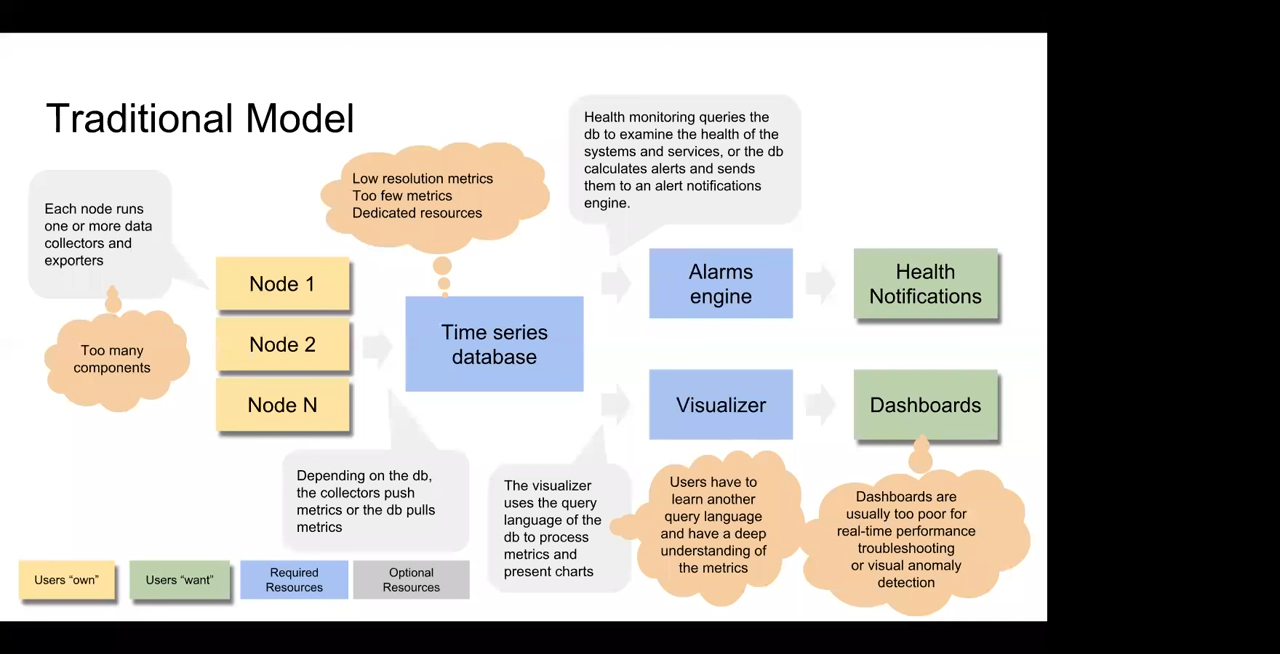 Traditional Model
Health monitoring queries the
db to examine the health of the
systems and services, or the db
calculates alerts and sends
them to an alert notifications
engine.
Low resolution metrics
Too few metrics
Dedicated resources
Each node runs
one or more data
collectors and
exporters
Too many
components
Node 1
Node 2
Node N
Time series
database
Alarms
engine
Health
Notifications
Visualizer
Dashboards
Depending on the db,
the collectors push
metrics or the db pulls
metrics
The visualizer
uses the query
language of the
db to process
metrics and
present charts
Users have to
learn another
query language
and have a deep
understanding of
the metrics
Dashboards are
usually too poor for
real-time performance
troubleshooting
or visual anomaly
detection
Users “own”
Users “want”
Required
Resources
Optional
Resources